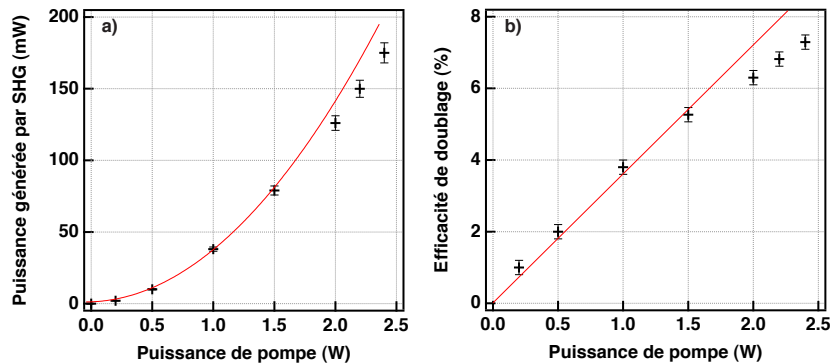 a)
Puissance générée par SHG (mW)
200
150
100
50
0
0.0 0.5 1.0 1.5 2.0 2.5
Puissance de pompe (W)
b)
Efficacité de doublage (%)
8
6
4
2
0
0.0 0.5 1.0 1.5 2.0 2.5
Puissance de pompe (W)